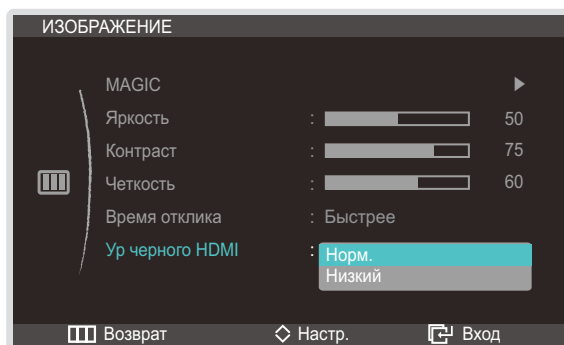 ИЗОБРАЖЕНИЕ
MAGIC
Яркость : 50
Контраст : 75
Четкость : 60
Время отклика : Быстрее
Ур черного HDMI : Норм.
Низкий
Возврат Настр. Вход